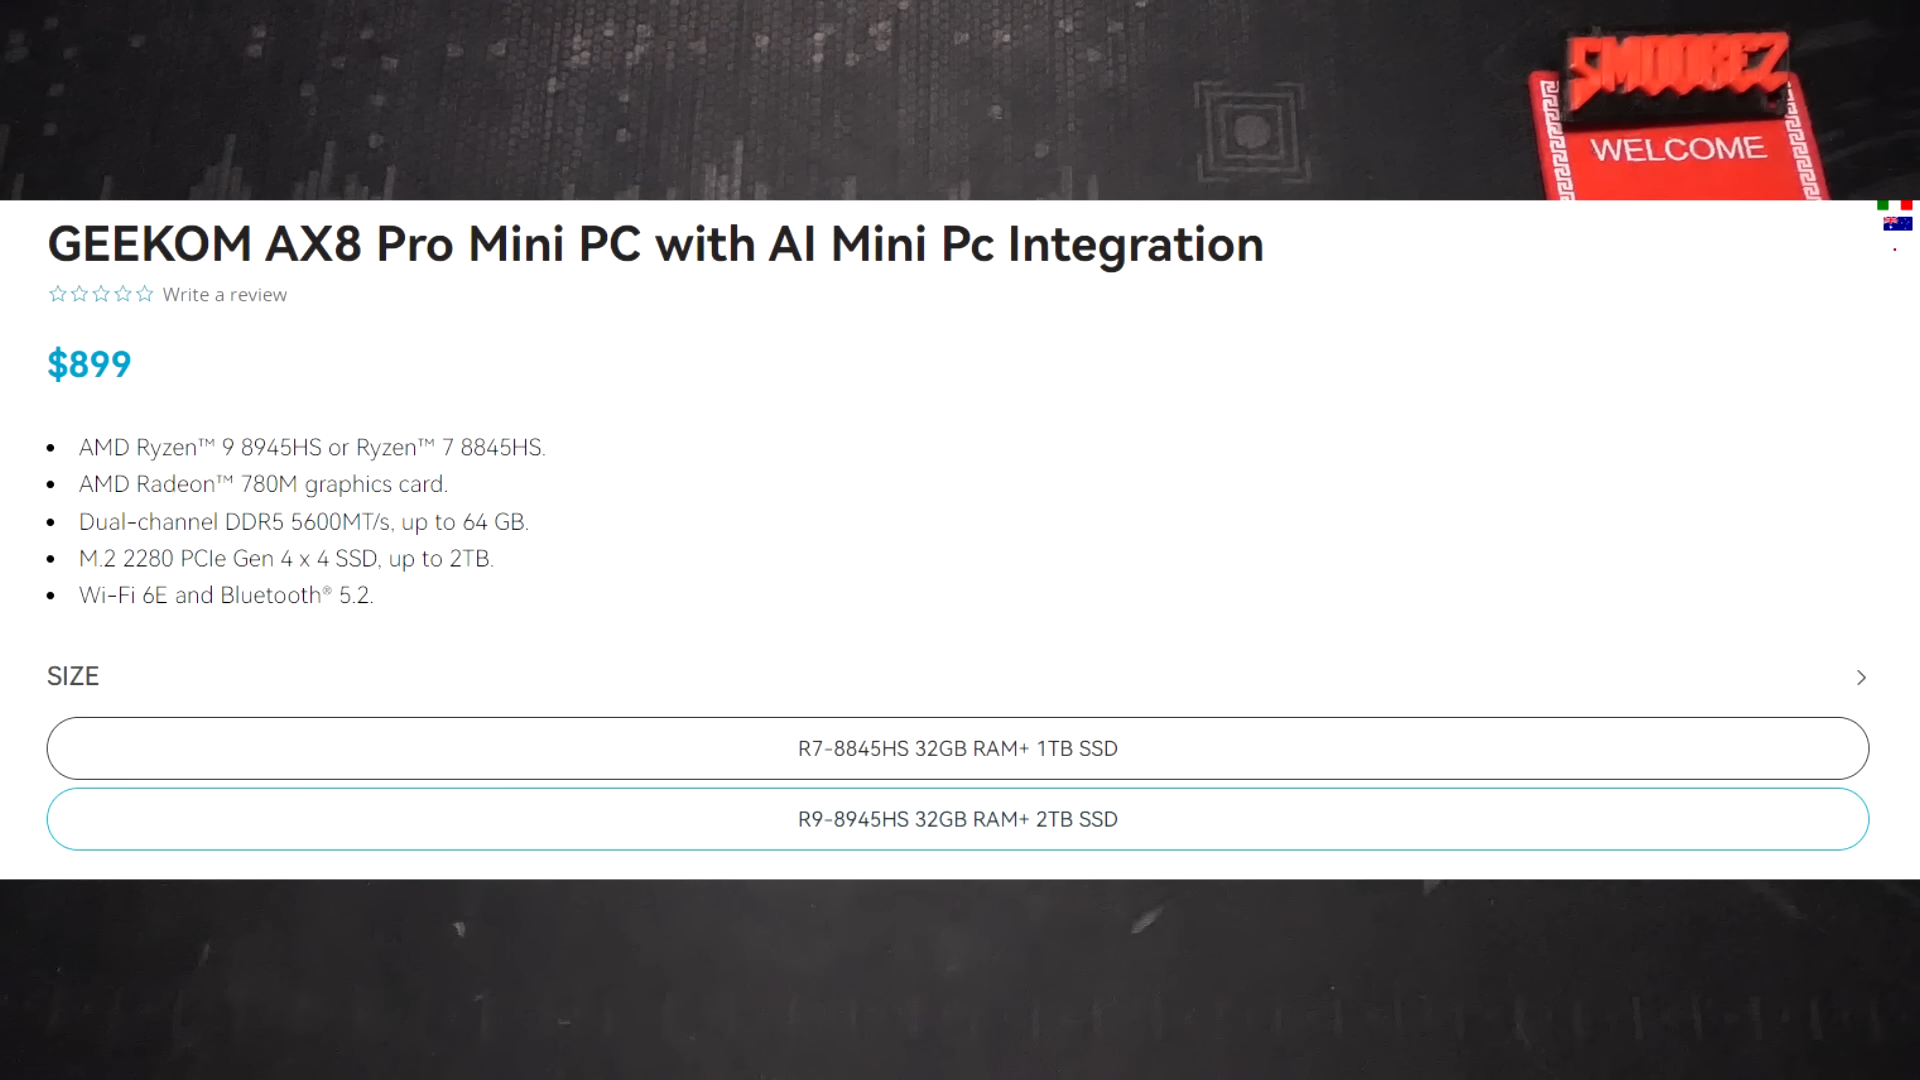 SMOOREZ
WELCOME
GEEKOM AX8 Pro Mini PC with AI Mini Pc Integration
Write a review
$899
• AMD Ryzen™ 9 8945HS or Ryzen™ 7 8845HS.
• AMD Radeon™ 780M graphics card.
• Dual-channel DDR5 5600MT/s, up to 64 GB.
• M.2 2280 PCIe Gen 4 x 4 SSD, up to 2TB.
• Wi-Fi 6E and Bluetooth® 5.2.
SIZE
R7-8845HS 32GB RAM+ 1TB SSD
R9-8945HS 32GB RAM+ 2TB SSD